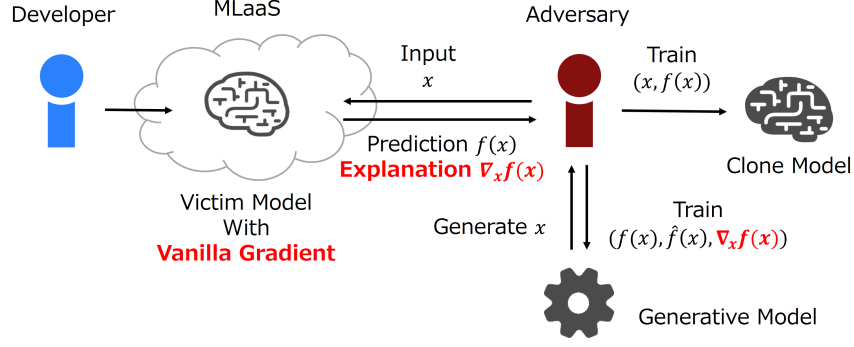 Developer
MLaaS
Adversary
Input
x
Train
(x, f(x))
Prediction f(x)
Explanation ∇ₓf(x)
Clone Model
Victim Model
With
Vanilla Gradient
Generate x
Train
(f(x), f̂(x), ∇ₓf(x))
Generative Model